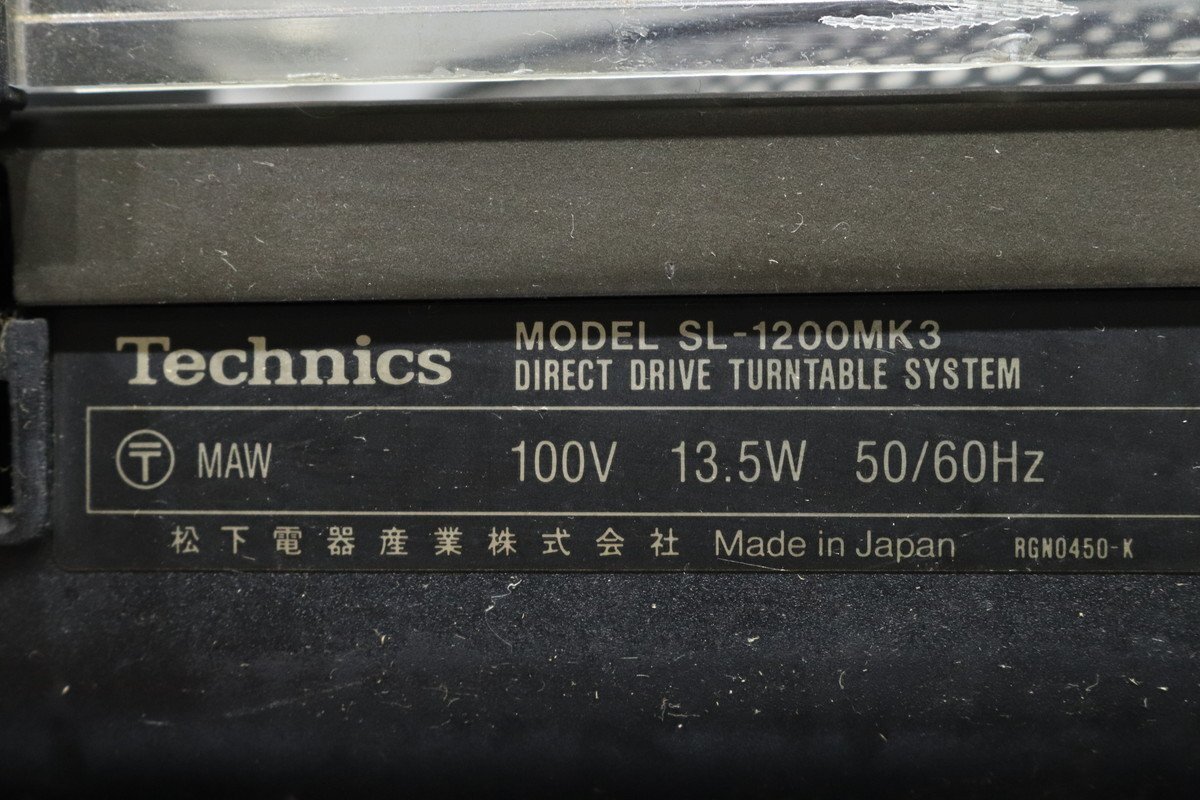 Technics
MODEL SL-1200MK3
DIRECT DRIVE TURNTABLE SYSTEM
〒 MAW 100V 13.5W 50/60Hz
松下電器産業株式会社 Made in Japan RGN0450-K